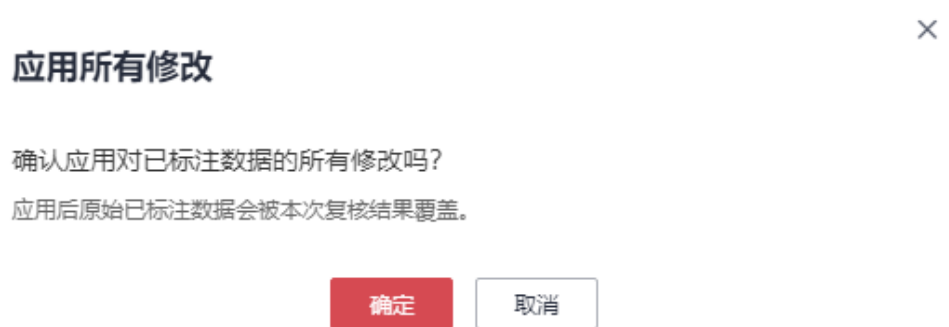 应用所有修改
确认应用对已标注数据的所有修改吗？
应用后原始已标注数据会被本次复核结果覆盖。
确定
取消